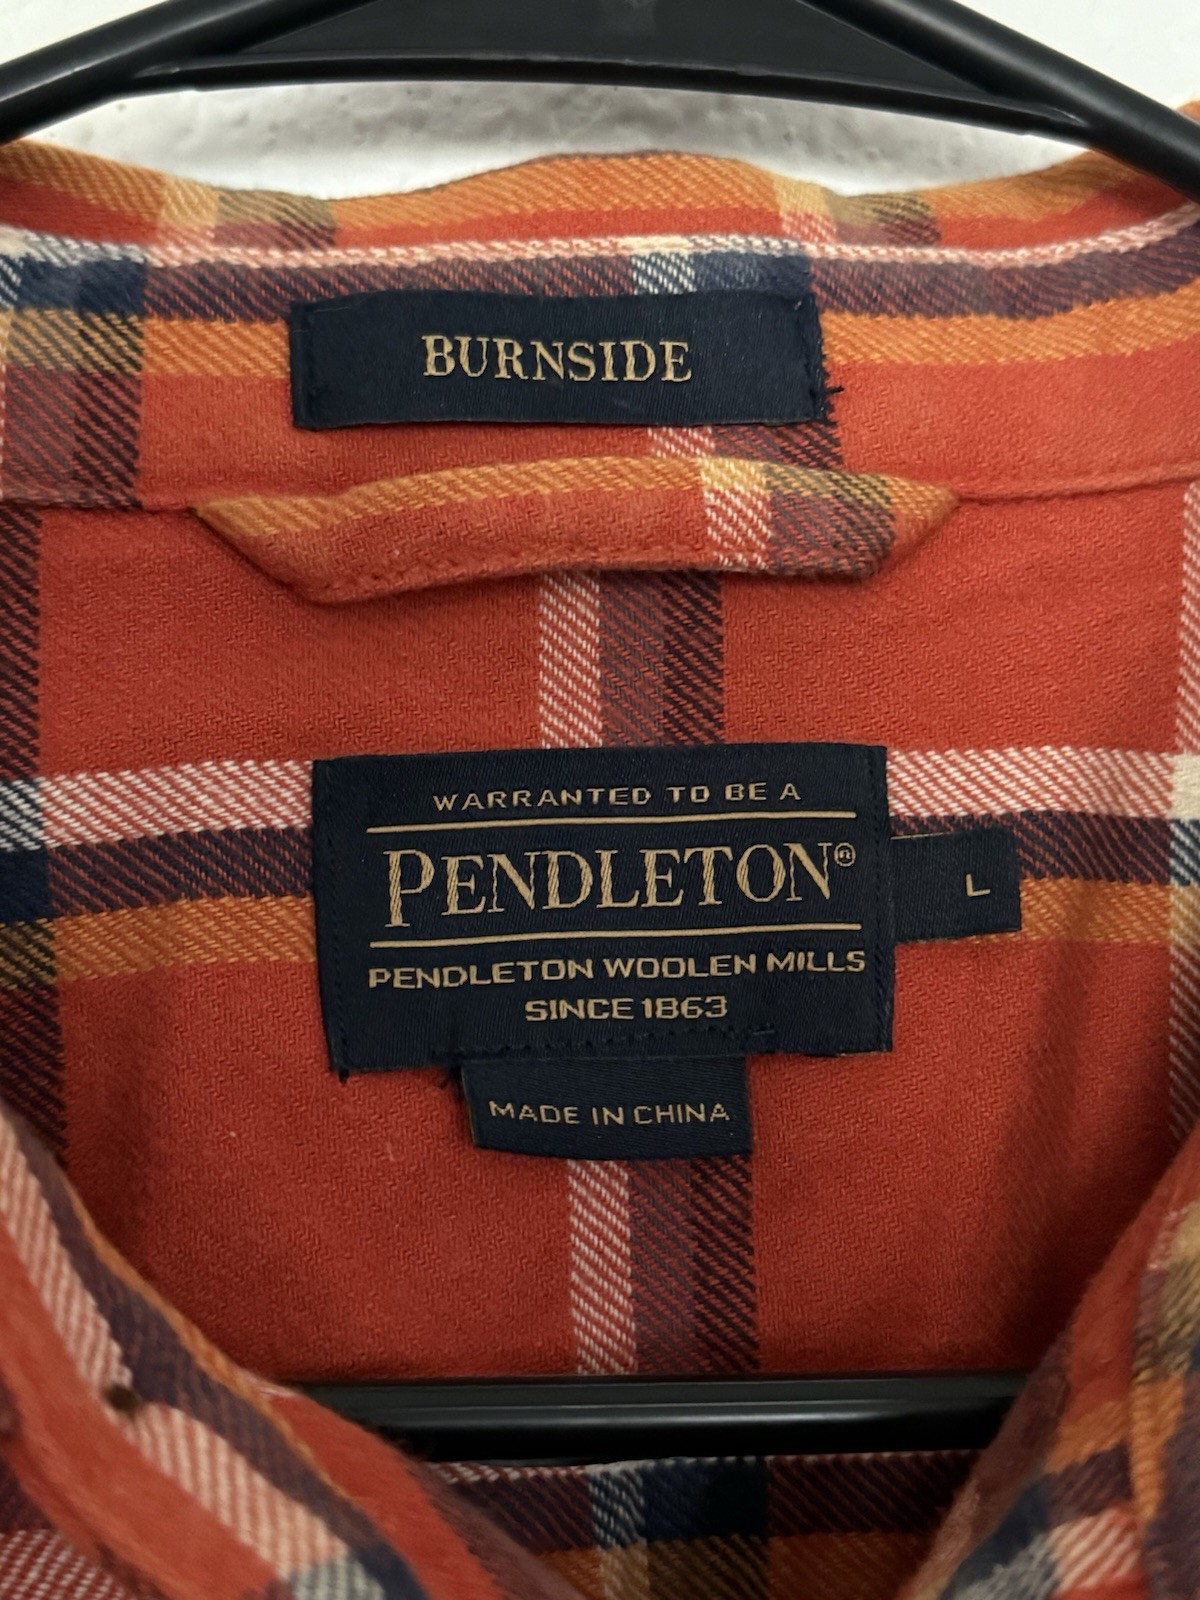 BURNSIDE
WARRANTED TO BE A
PENDLETON®
L
PENDLETON WOOLEN MILLS
SINCE 1863
MADE IN CHINA